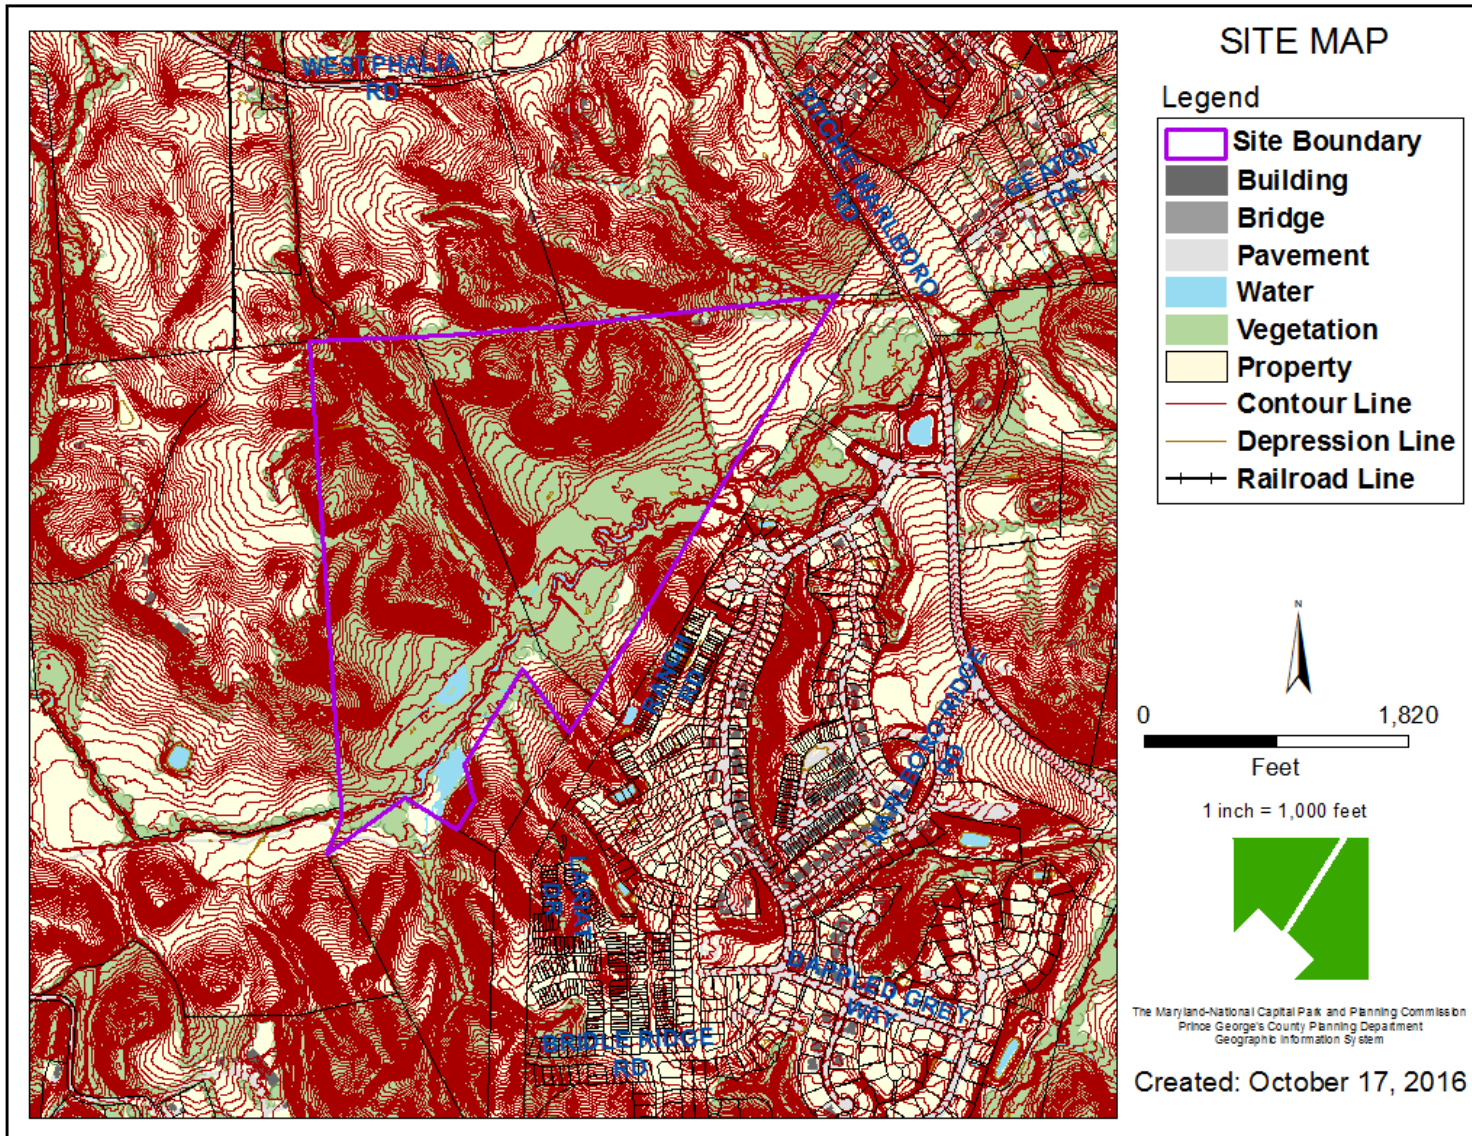 SITE MAP
Legend
Site Boundary
Building
Bridge
Pavement
Water
Vegetation
Property
Contour Line
Depression Line
Railroad Line
WESTPHALIA
RD
RITCHIE MARLBORO
RD
GEATON
DR
RANCH
RD
MARLBORO RIDGE
RD
LARIAT
DR
DAPPLED GREY
WAY
BRIDLE RIDGE
RD
N
0 1,820
Feet
1 inch = 1,000 feet
The Maryland-National Capital Park and Planning Commission
Prince George's County Planning Department
Geographic Information System
Created: October 17, 2016